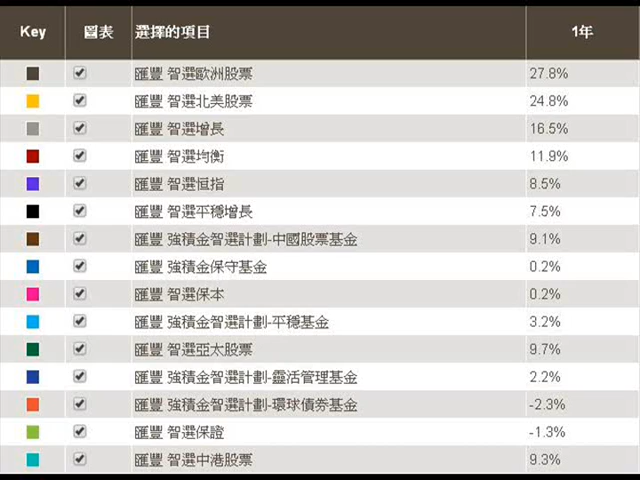 Key 圖表 選擇的項目 1年
匯豐 智選歐洲股票 27.8%
匯豐 智選北美股票 24.8%
匯豐 智選增長 16.5%
匯豐 智選均衡 11.9%
匯豐 智選恒指 8.5%
匯豐 智選平穩增長 7.5%
匯豐 強積金智選計劃-中國股票基金 9.1%
匯豐 強積金保守基金 0.2%
匯豐 智選保本 0.2%
匯豐 強積金智選計劃-平穩基金 3.2%
匯豐 智選亞太股票 9.7%
匯豐 強積金智選計劃-靈活管理基金 2.2%
匯豐 強積金智選計劃-環球債券基金 -2.3%
匯豐 智選保證 -1.3%
匯豐 智選中港股票 9.3%